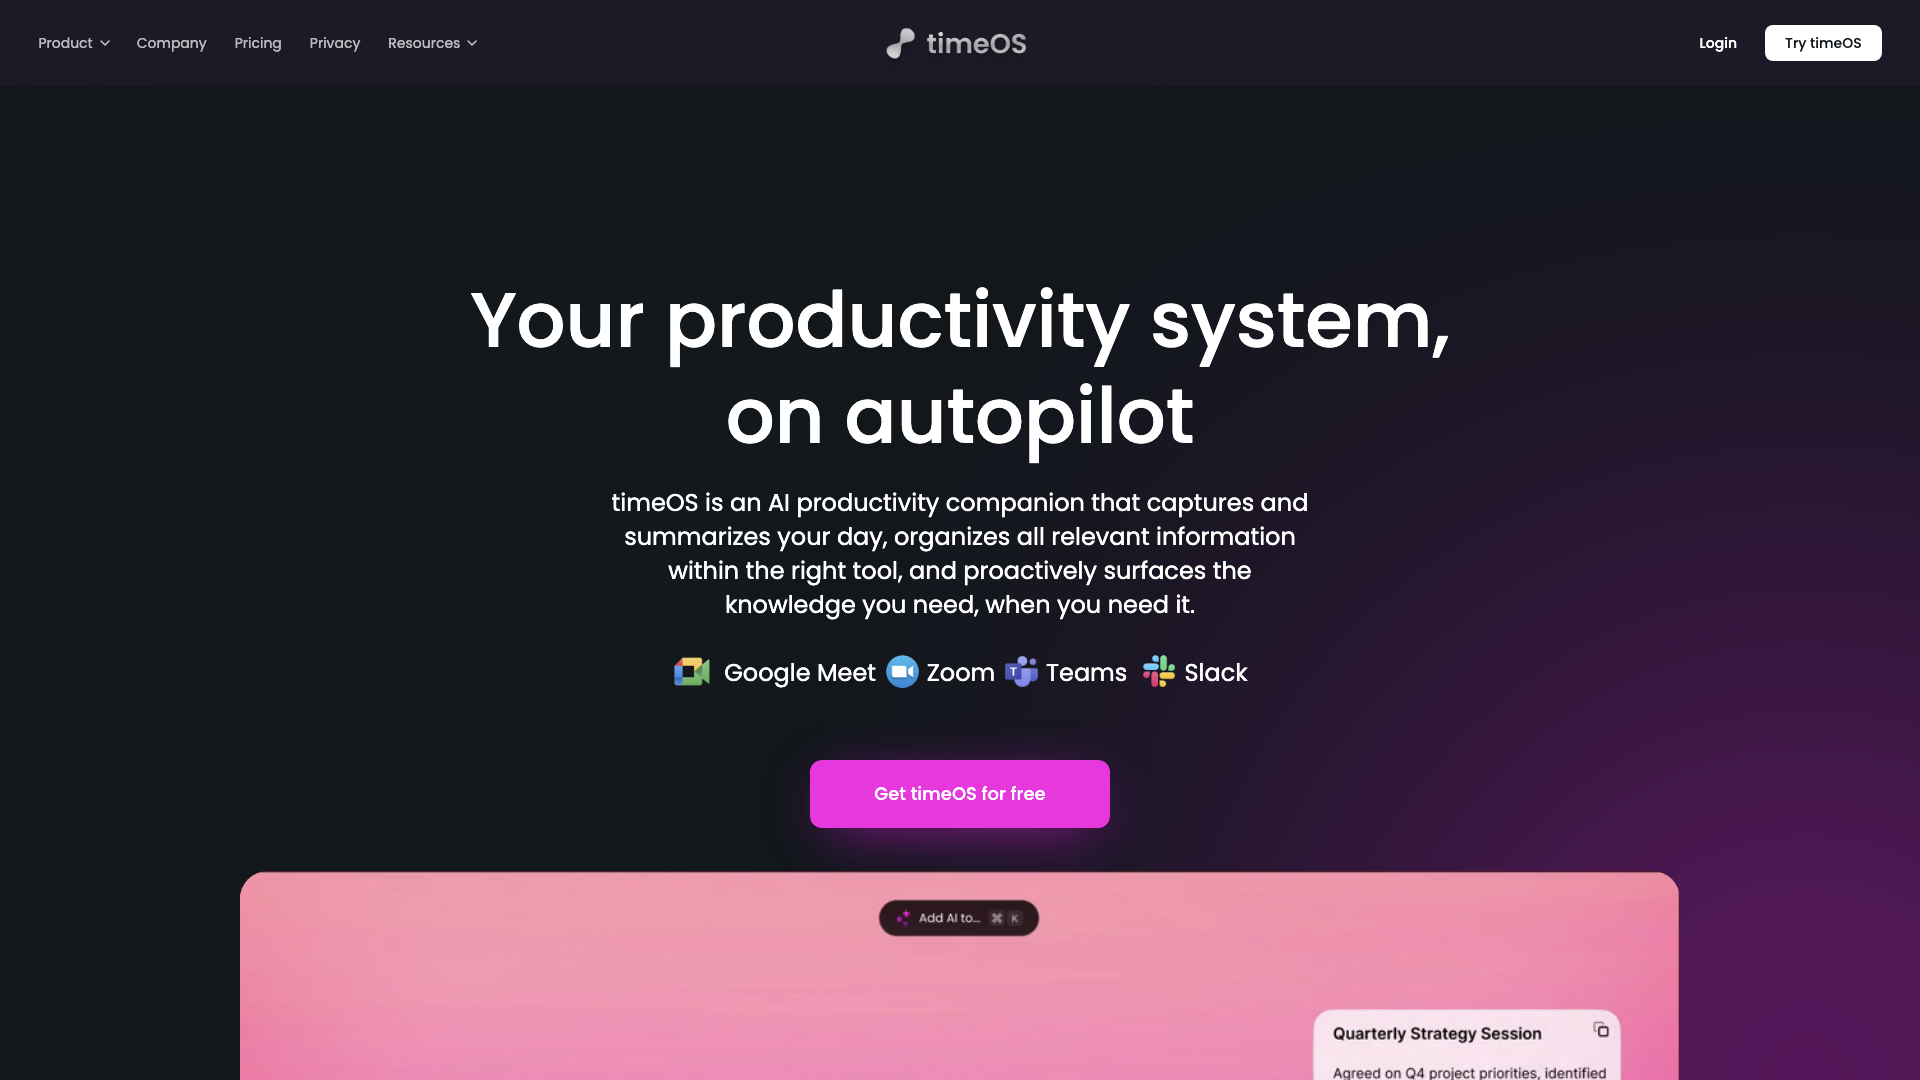 Product
Company
Pricing
Privacy
Resources
timeOS
Login
Try timeOS
Your productivity system,
on autopilot
timeOS is an AI productivity companion that captures and
summarizes your day, organizes all relevant information
within the right tool, and proactively surfaces the
knowledge you need, when you need it.
Google Meet Zoom T Teams Slack
Get timeOS for free
Add AI to... ⌘ K
Quarterly Strategy Session
Agreed on Q4 project priorities, identified